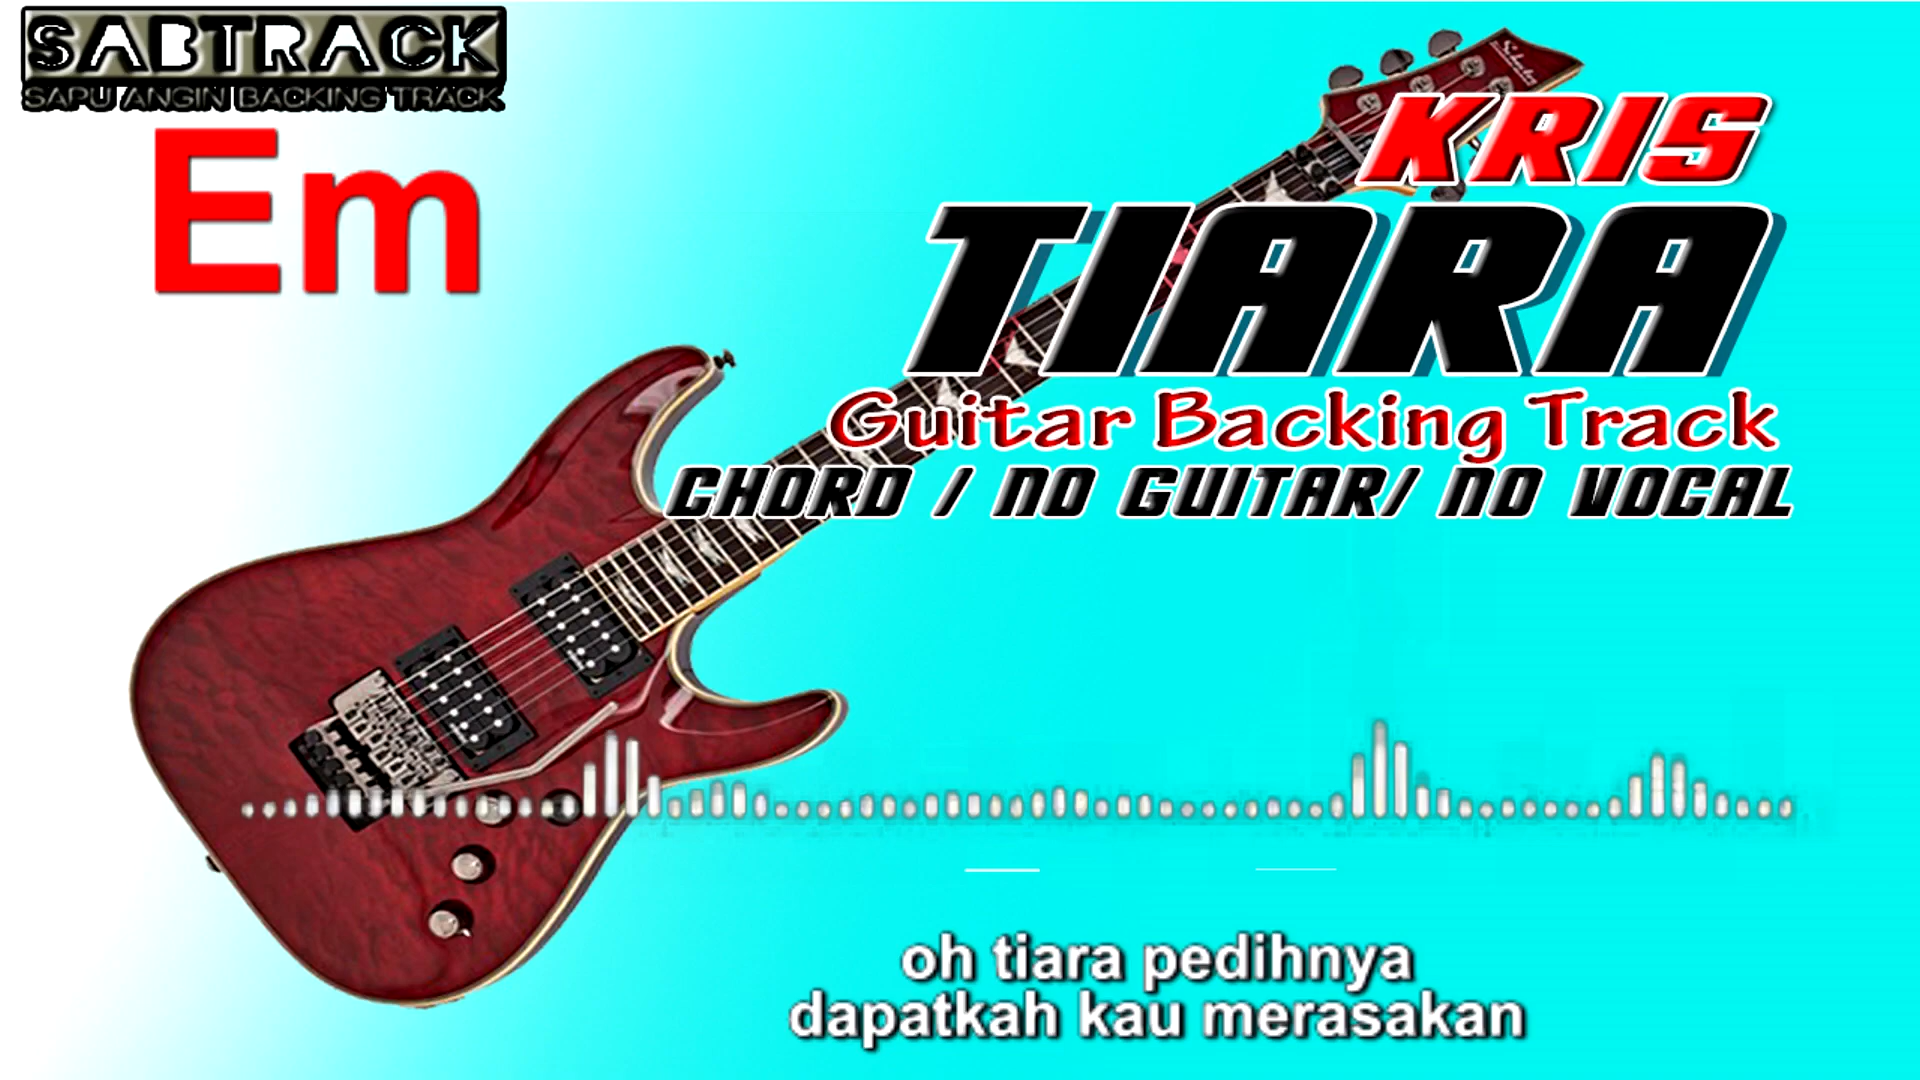 SABTRACK
SAPU ANGIN BACKING TRACK
Em
Schecter
KRIS
TIARA
Guitar Backing Track
CHORD / NO GUITAR/ NO VOCAL
oh tiara pedihnya
dapatkah kau merasakan